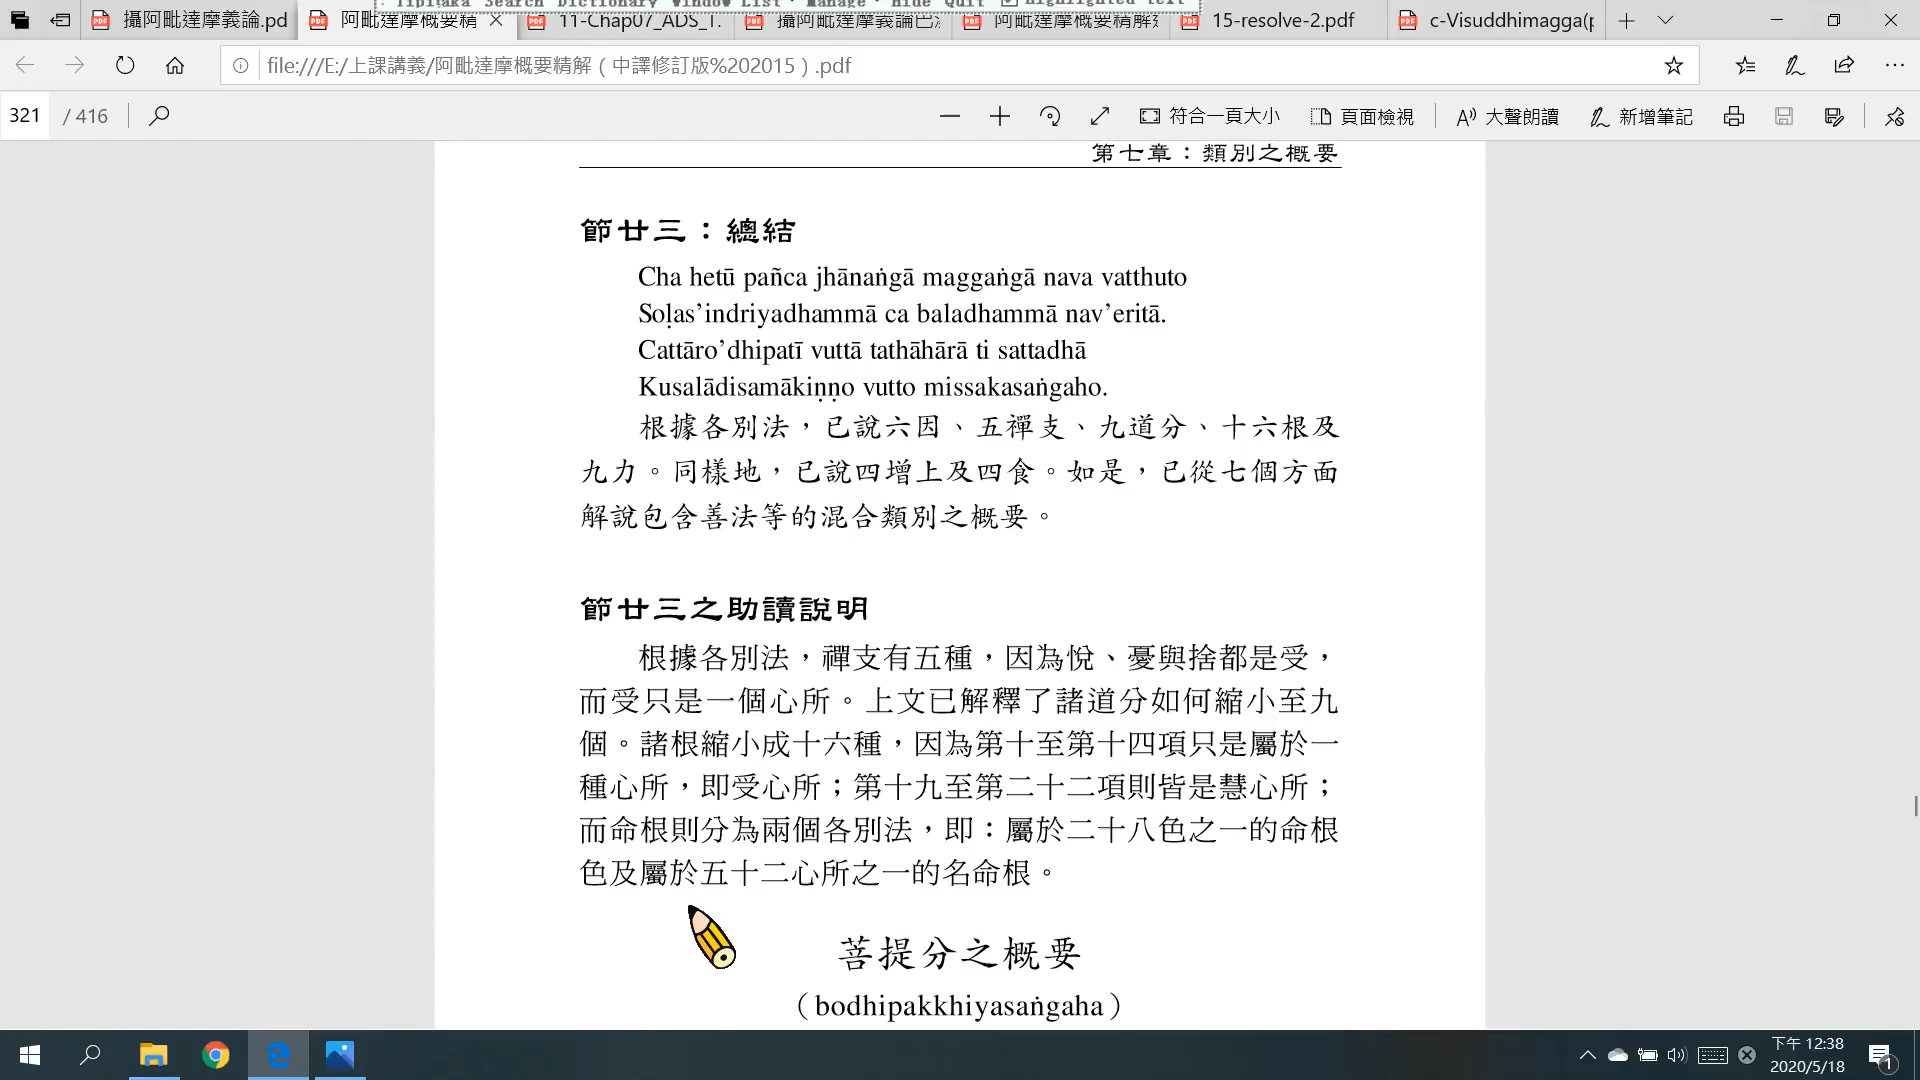 Tipiṭaka Search Dictionary Window List Manage Hide Quit Highlighted text
攝阿毗達摩義論.pd
阿毗達摩概要精
11-Chap07_ADS_T.
攝阿毗達摩義論已
阿毗達摩概要精解
15-resolve-2.pdf
c-Visuddhimagga(p
file:///E:/上課講義/阿毗達摩概要精解（中譯修訂版%202015）.pdf
321 / 416
符合一頁大小
頁面檢視
大聲朗讀
新增筆記
第七章：類別之概要
節廿三：總結
Cha hetū pañca jhānaṅgā maggaṅgā nava vatthuto
Soḷas’indriyadhammā ca baladhammā nav’eritā.
Cattāro’dhipatī vuttā tathāhārā ti sattadhā
Kusalādisamākiṇṇo vutto missakasaṅgaho.
根據各別法，已說六因、五禪支、九道分、十六根及
九力。同樣地，已說四增上及四食。如是，已從七個方面
解說包含善法等的混合類別之概要。
節廿三之助讀說明
根據各別法，禪支有五種，因為悅、憂與捨都是受，
而受只是一個心所。上文已解釋了諸道分如何縮小至九
個。諸根縮小成十六種，因為第十至第十四項只是屬於一
種心所，即受心所；第十九至第二十二項則皆是慧心所；
而命根則分為兩個各別法，即：屬於二十八色之一的命根
色及屬於五十二心所之一的名命根。
菩提分之概要
（bodhipakkhiyasaṅgaha）
下午 12:38
2020/5/18
1